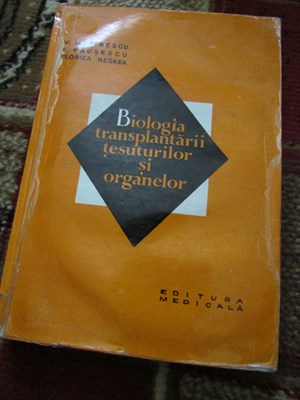 FLORICA NEGREA
Biologia
transplantării
țesuturilor
și
organelor
EDITURA
MEDICALĂ